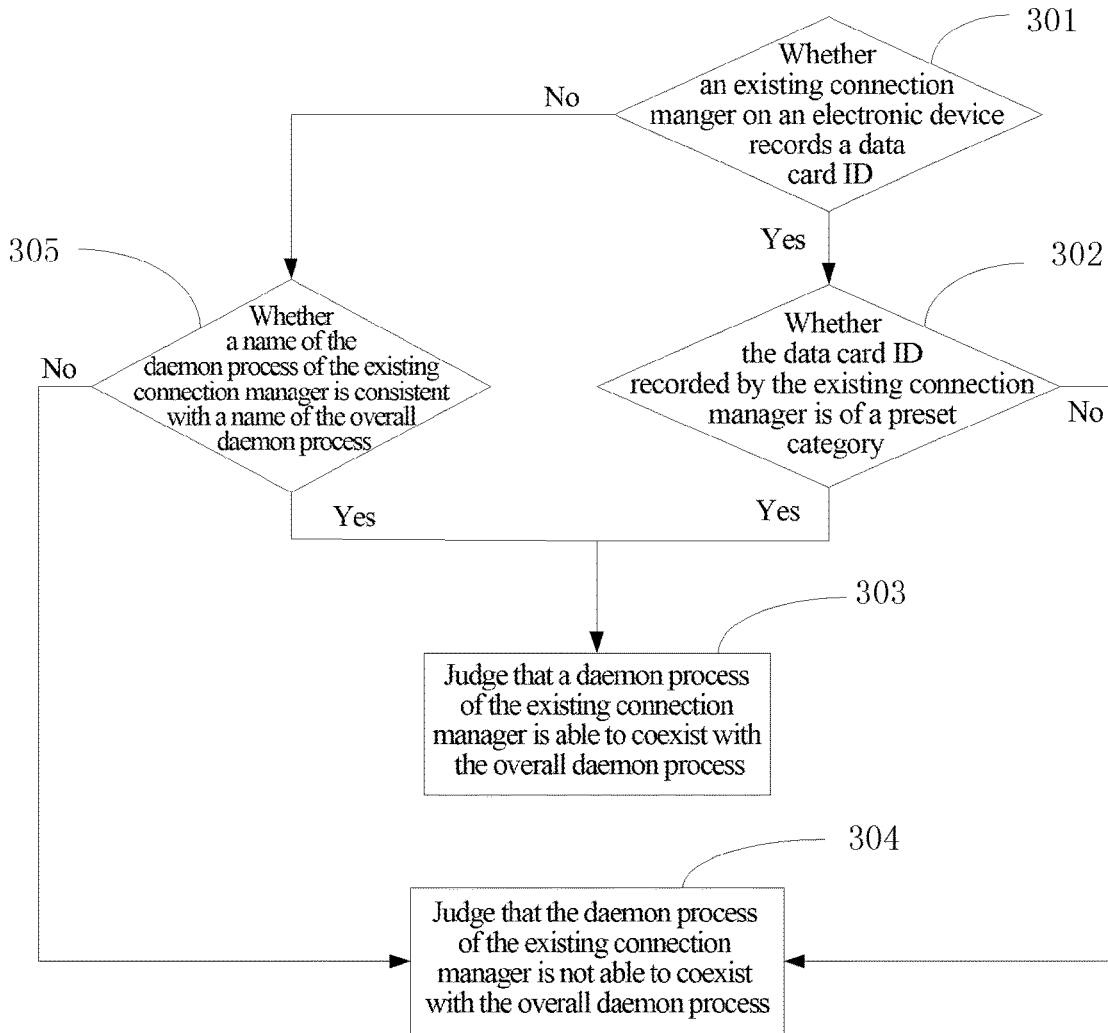 301
Whether
an existing connection
manger on an electronic device
records a data
card ID
No
Yes
305
302
Whether
a name of the
daemon process of the existing
connection manager is consistent
with a name of the overall
daemon process
Whether
the data card ID
recorded by the existing connection
manager is of a preset
category
No
No
Yes
Yes
303
Judge that a daemon process
of the existing connection
manager is able to coexist with
the overall daemon process
304
Judge that the daemon process
of the existing connection
manager is not able to coexist
with the overall daemon process